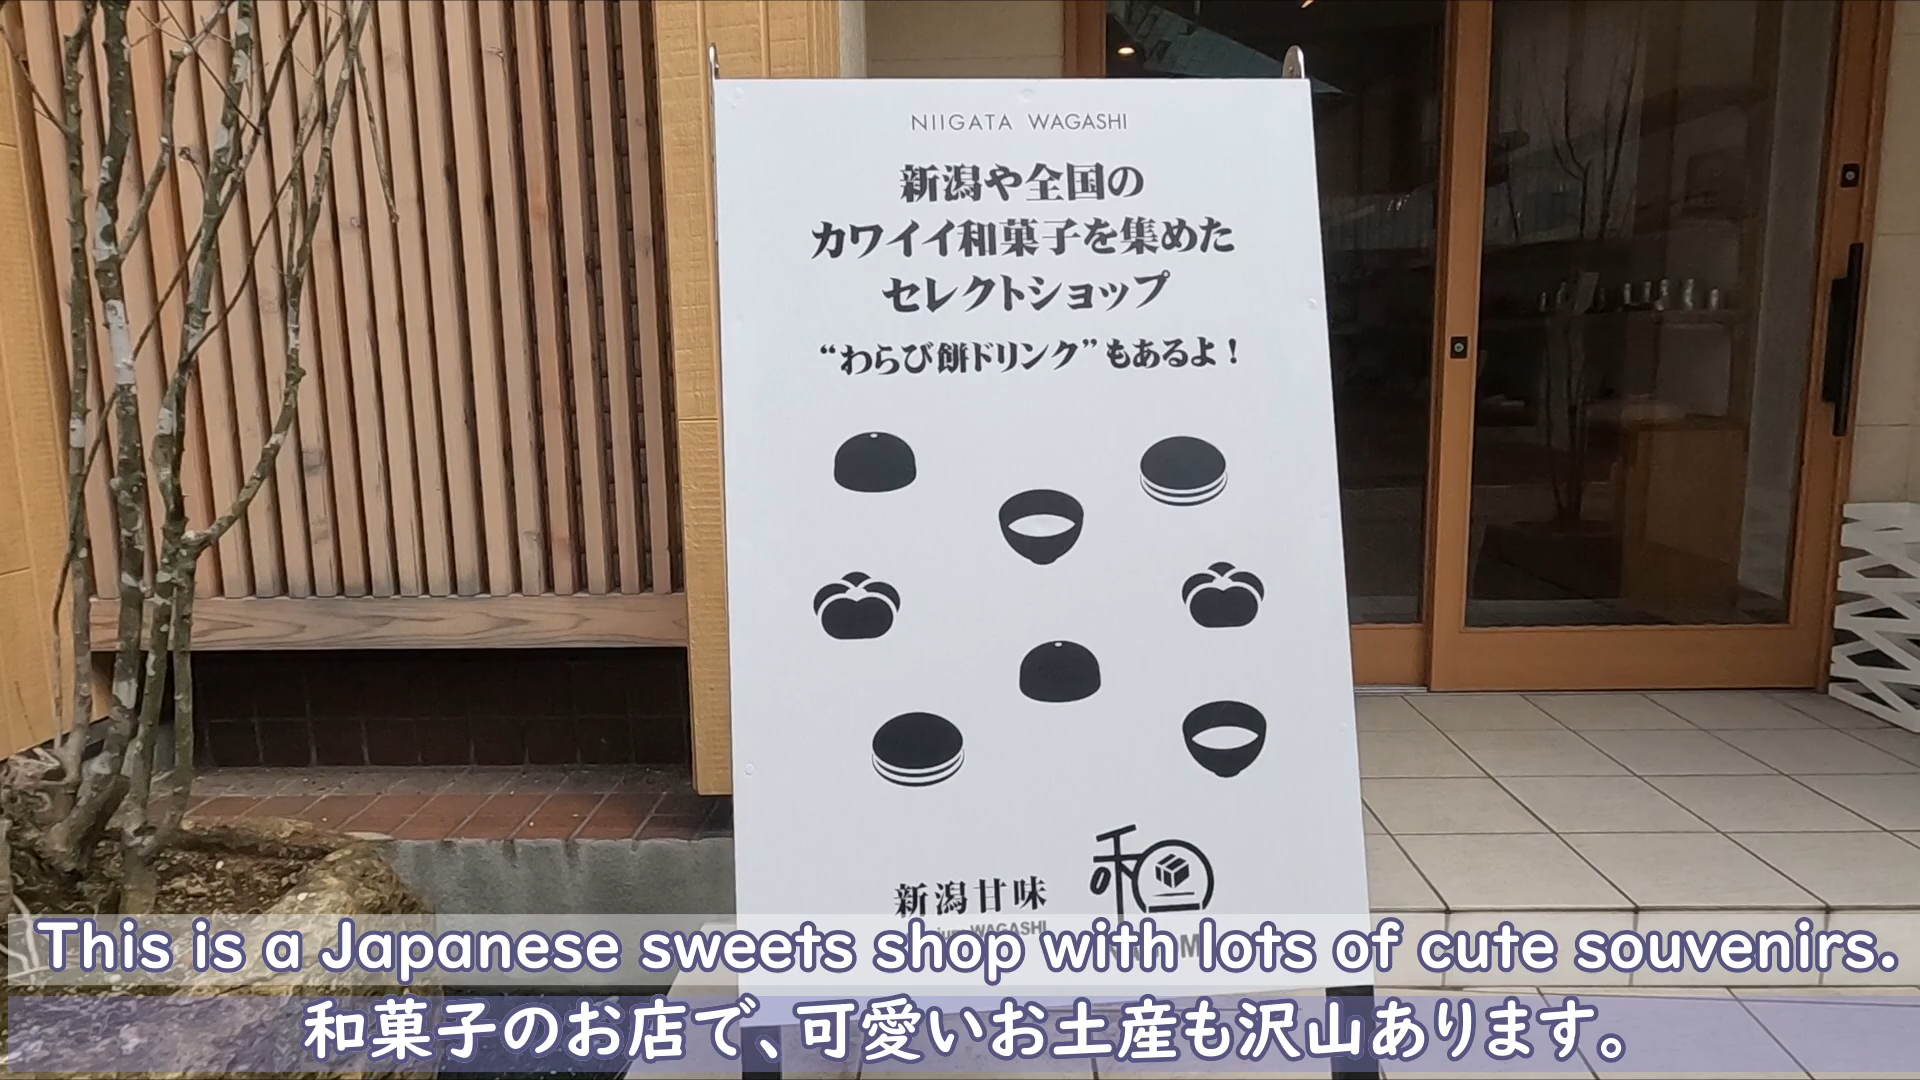 NIIGATA WAGASHI
新潟や全国の
カワイイ和菓子を集めた
セレクトショップ
“わらび餅ドリンク”もあるよ！
和
新潟甘味
WAGASHI
This is a Japanese sweets shop with lots of cute souvenirs.
和菓子のお店で、可愛いお土産も沢山あります。